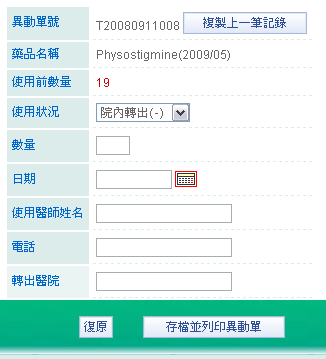 異動單號 T20080911008 複製上一筆記錄
藥品名稱 Physostigmine(2009/05)
使用前數量 19
使用狀況 院內轉出(-)
數量
日期
使用醫師姓名
電話
轉出醫院
復原 存檔並列印異動單